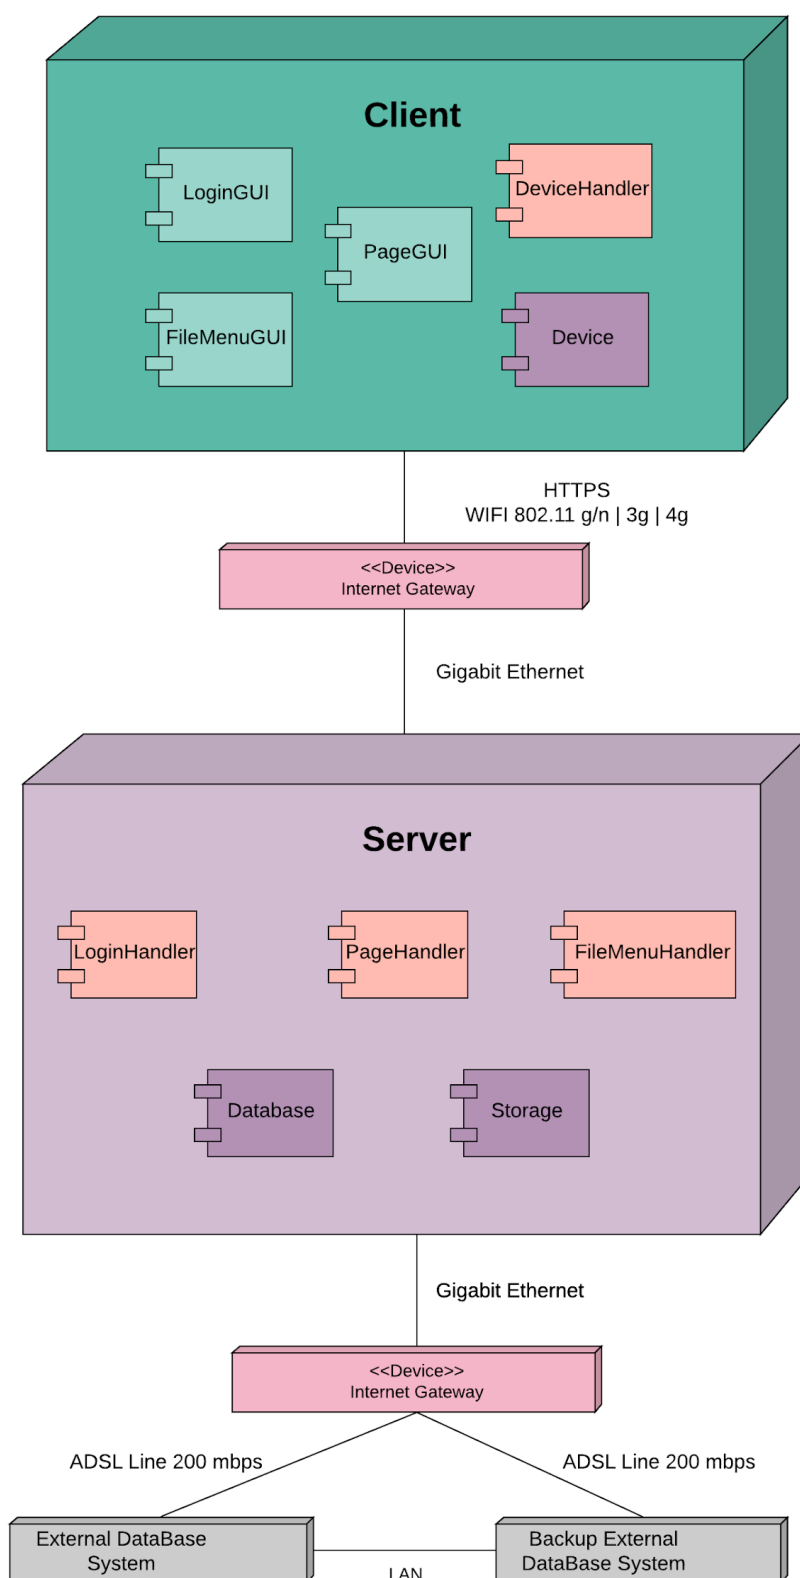 Client
LoginGUI
DeviceHandler
PageGUI
FileMenuGUI
Device
HTTPS
WIFI 802.11 g/n | 3g | 4g
<<Device>>
Internet Gateway
Gigabit Ethernet
Server
LoginHandler
PageHandler
FileMenuHandler
Database
Storage
Gigabit Ethernet
<<Device>>
Internet Gateway
ADSL Line 200 mbps
ADSL Line 200 mbps
External DataBase
System
Backup External
DataBase System
LAN